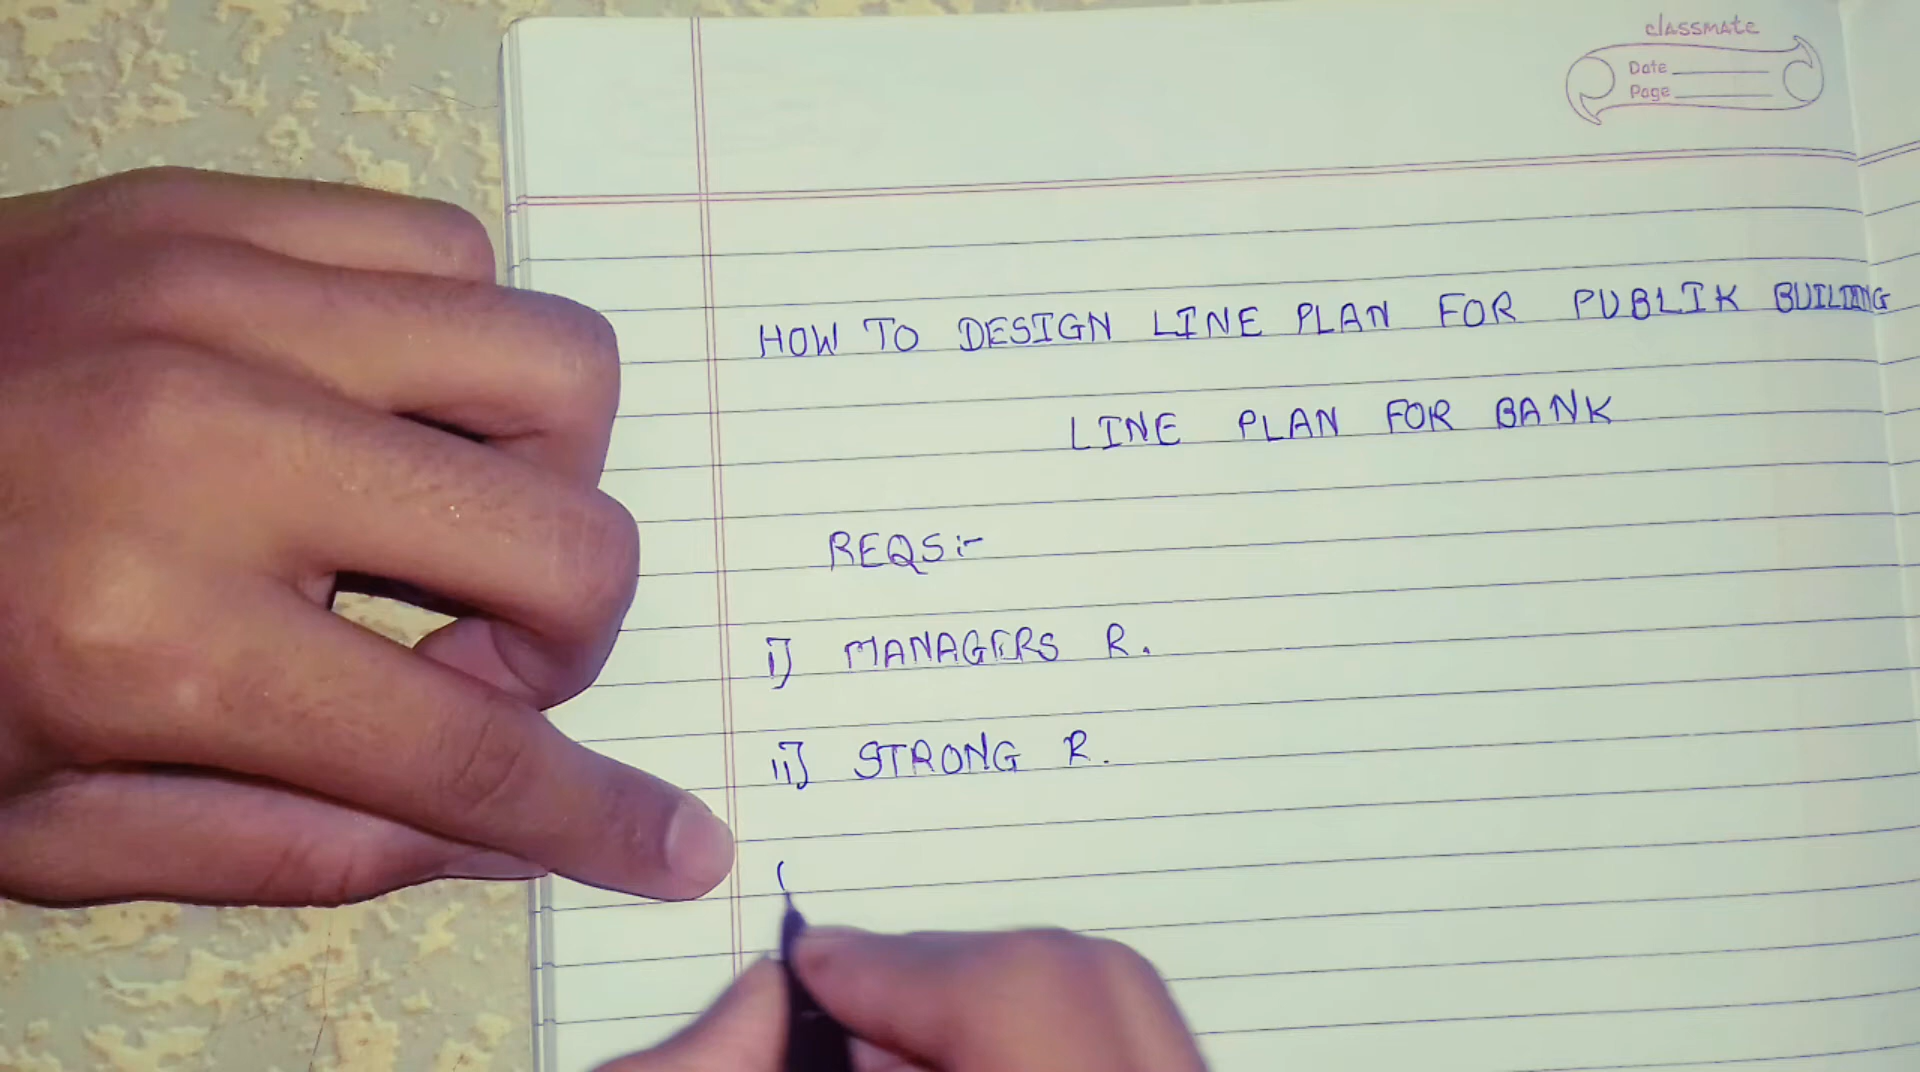 classmate
Date
Page
HOW TO DESIGN LINE PLAN FOR PUBLIK BUILDING
LINE PLAN FOR BANK
REQS:-
i] MANAGERS R.
ii] STRONG R.